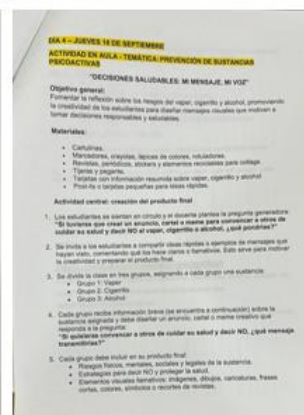 DÍA 4 – JUEVES 18 DE SEPTIEMBRE
ACTIVIDAD EN AULA - TEMÁTICA: PREVENCIÓN DE SUSTANCIAS
PSICOACTIVAS
"DECISIONES SALUDABLES: MI MENSAJE, MI VOZ"
Objetivo general:
Fomentar la reflexión sobre los riesgos del vaper, cigarrillo y alcohol, promoviendo
la creatividad de los estudiantes para diseñar mensajes visuales que motiven a
tomar decisiones responsables y saludables.
Materiales:
• Cartulinas.
• Marcadores, crayolas, lápices de colores, rotuladores.
• Revistas, periódicos, stickers y elementos reciclables para collage.
• Tijeras y pegante.
• Tarjetas con información resumida sobre vaper, cigarrillo y alcohol
• Post-its o tarjetas pequeñas para ideas rápidas.
Actividad central: creación del producto final
1. Los estudiantes se sientan en círculo y el docente plantea la pregunta generadora:
"Si tuvieras que crear un anuncio, cartel o meme para convencer a otros de
cuidar su salud y decir NO al vaper, cigarrillo o alcohol, ¿qué pondrías?"
2. Se invita a los estudiantes a compartir ideas rápidas o ejemplos de mensajes que
hayan visto, comentando qué los hace claros o llamativos. Esto sirve para motivar
la creatividad y preparar el producto final.
3. Se divide la clase en tres grupos, asignando a cada grupo una sustancia:
• Grupo 1: Vaper
• Grupo 2: Cigarrillo
• Grupo 3: Alcohol
4. Cada grupo recibe información breve (se encuentra a continuación) sobre la
sustancia asignada y debe diseñar un anuncio, cartel o meme creativo que
responda a la pregunta:
"Si quisieras convencer a otros de cuidar su salud y decir NO, ¿qué mensaje
transmitirías?"
5. Cada grupo debe incluir en su producto final:
• Riesgos físicos, mentales, sociales y legales de la sustancia.
• Estrategias para decir NO y proteger la salud.
• Elementos visuales llamativos: imágenes, dibujos, caricaturas, frases
cortas, colores, símbolos o recortes de revistas.